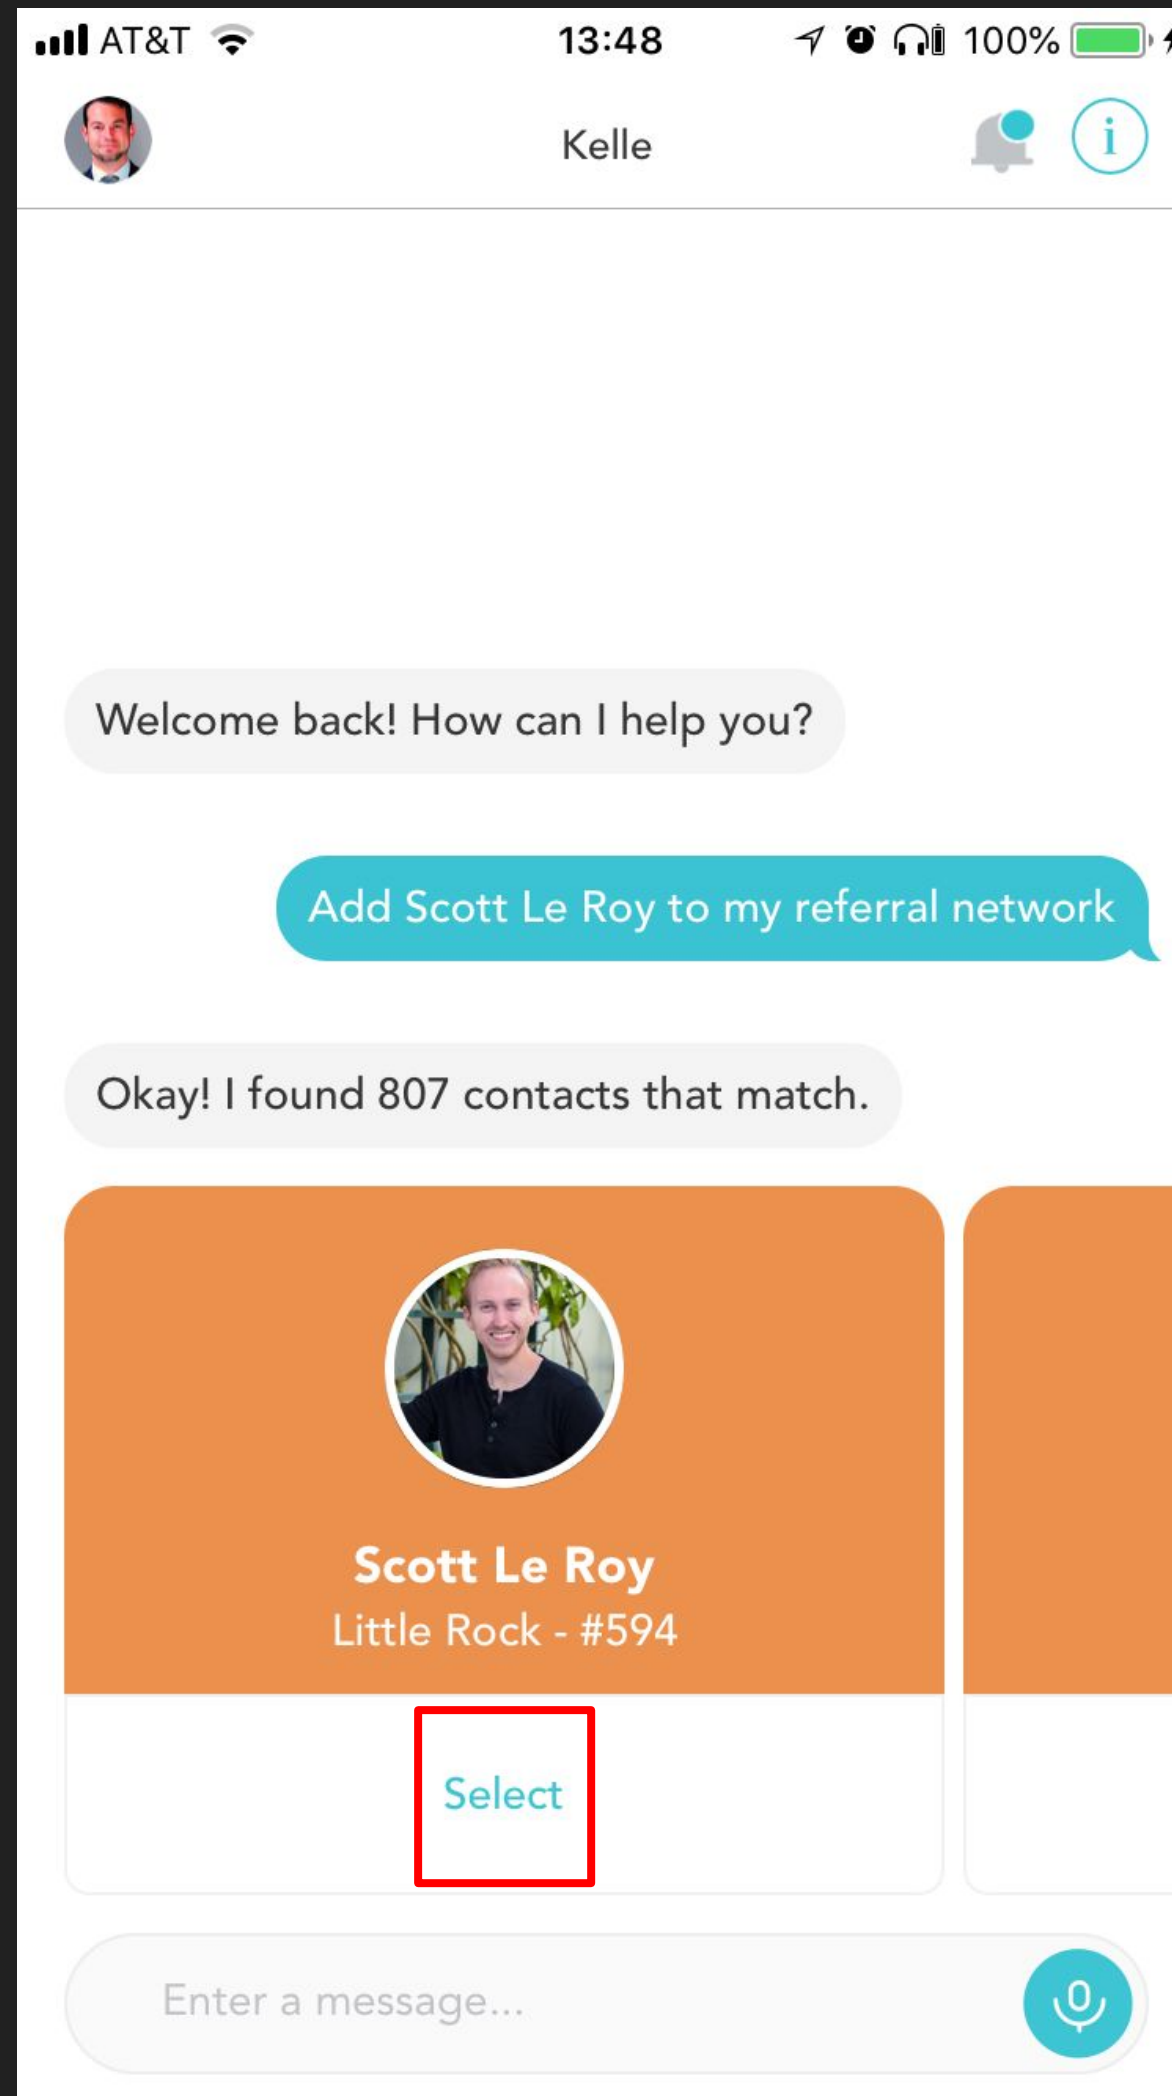 AT&T 13:48 100%
Kelle
i
Welcome back! How can I help you?
Add Scott Le Roy to my referral network
Okay! I found 807 contacts that match.
Scott Le Roy
Little Rock - #594
Select
Enter a message...